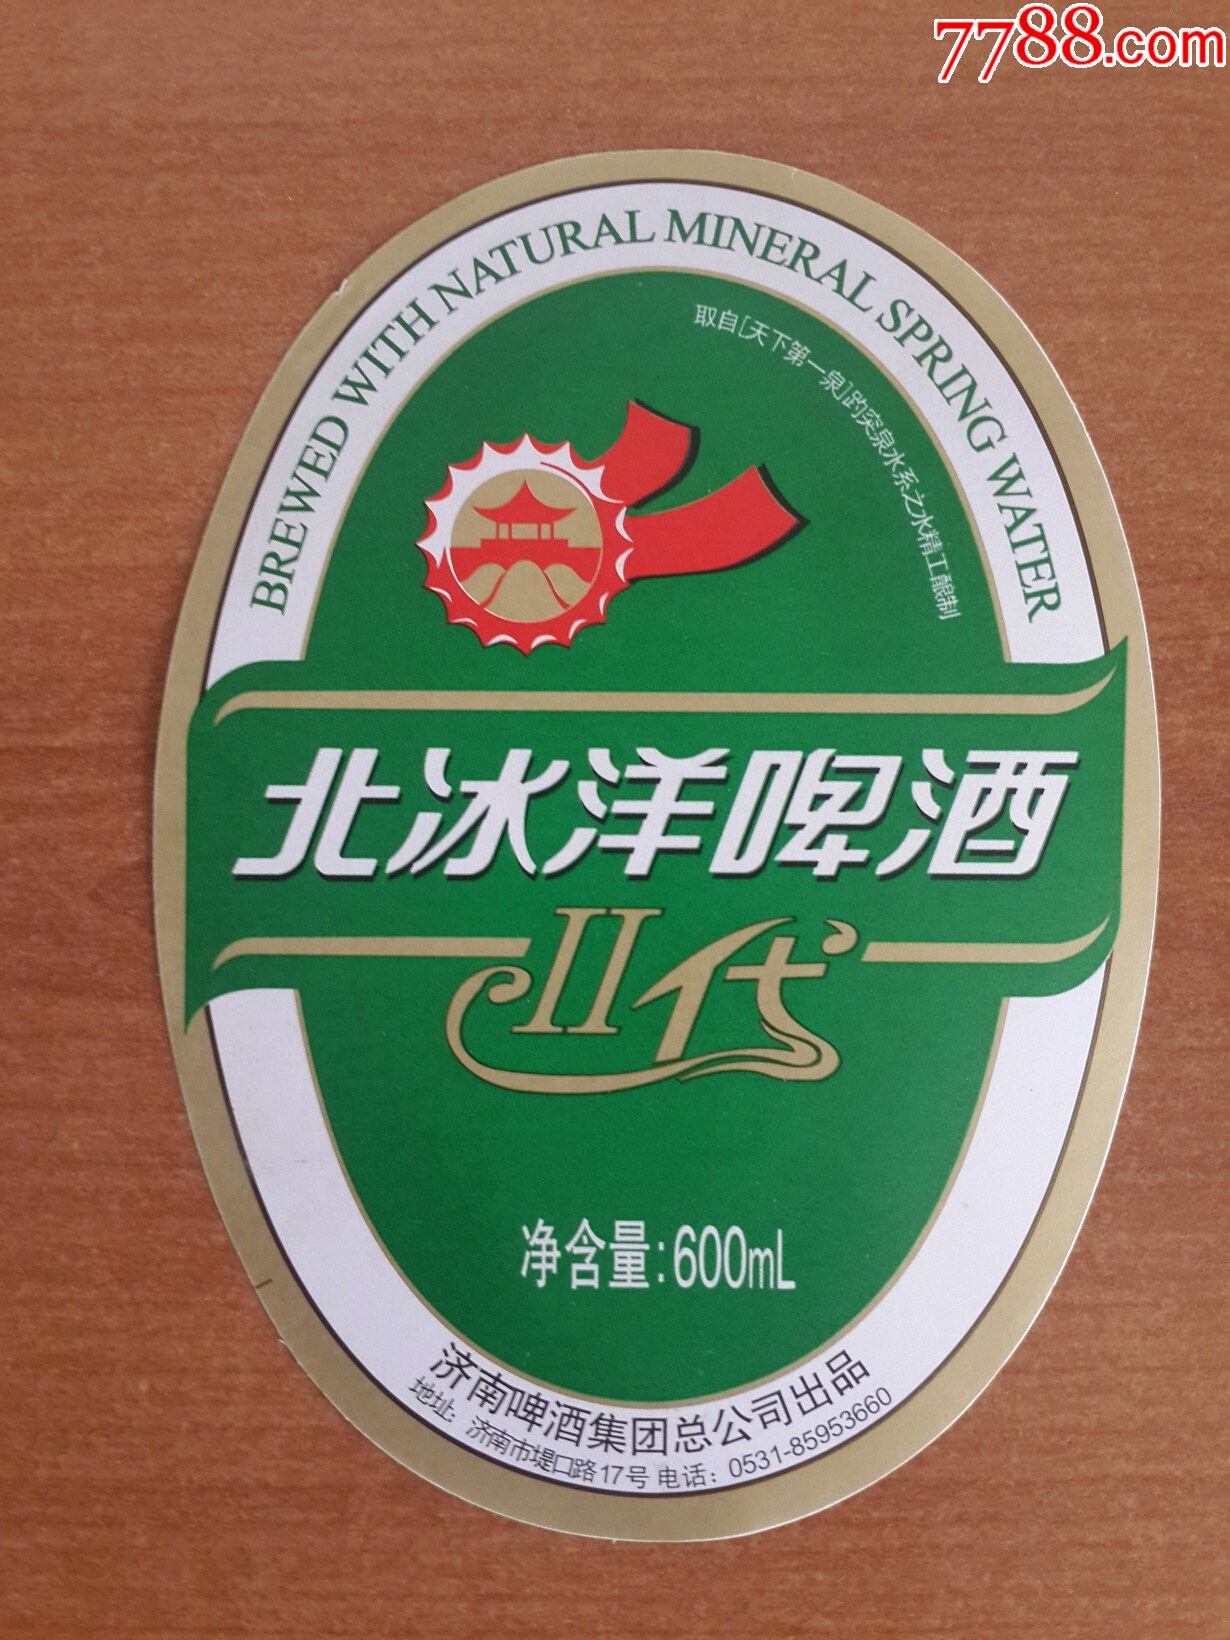 7788.com
BREWED WITH NATURAL MINERAL SPRING WATER
取自[天下第一泉]趵突泉水系之水精工酿制
北冰洋啤酒
II代
净含量:600mL
济南啤酒集团总公司出品
地址：济南市堤口路17号 电话：0531-85953660